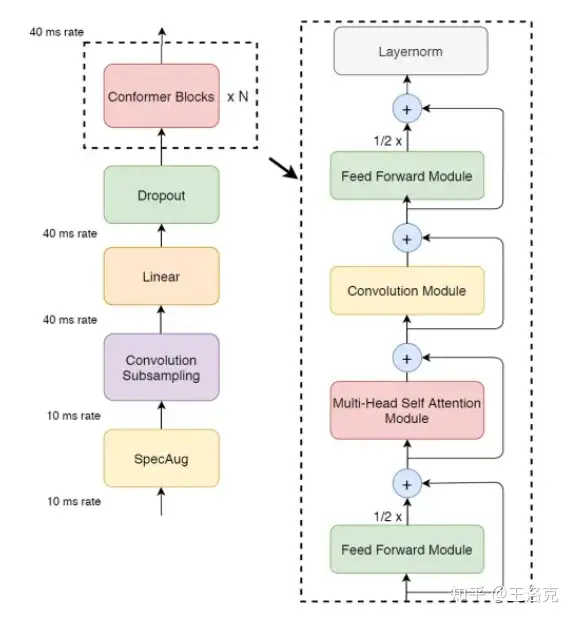 40 ms rate
Conformer Blocks
x N
Dropout
40 ms rate
Linear
40 ms rate
Convolution
Subsampling
10 ms rate
SpecAug
10 ms rate
Layernorm
+
1/2 x
Feed Forward Module
+
Convolution Module
+
Multi-Head Self Attention
Module
+
1/2 x
Feed Forward Module
知乎 @王洛克